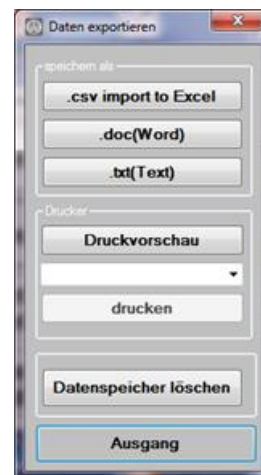 Daten exportieren
speichern als
.csv import to Excel
.doc(Word)
.txt(Text)
Drucker
Druckvorschau
drucken
Datenspeicher löschen
Ausgang